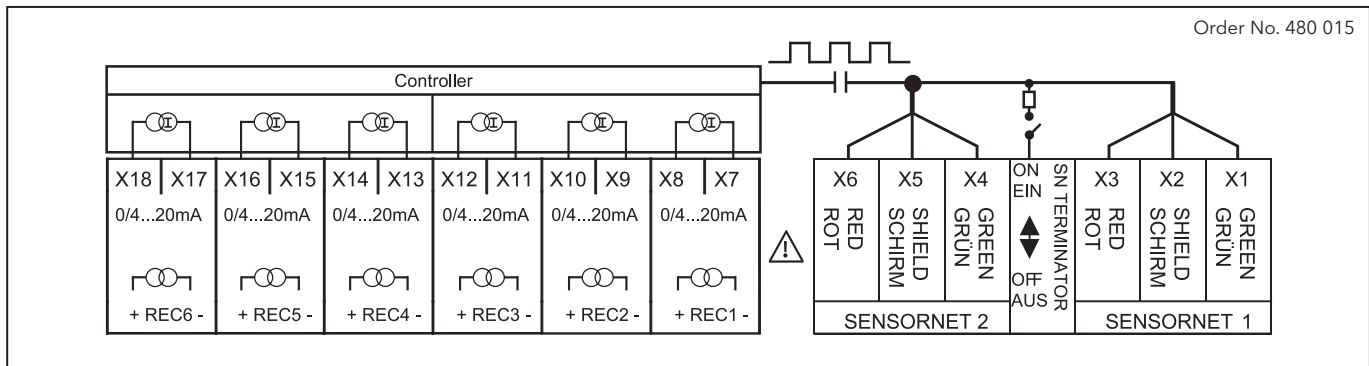 Order No. 480 015
Controller
X18 X17 X16 X15 X14 X13 X12 X11 X10 X9 X8 X7
0/4...20mA 0/4...20mA 0/4...20mA 0/4...20mA 0/4...20mA 0/4...20mA
+ REC6 - + REC5 - + REC4 - + REC3 - + REC2 - + REC1 -
X6 X5 X4 X3 X2 X1
RED
ROT
SHIELD
SCHIRM
GREEN
GRÜN
ON
EIN
OFF
AUS
SN TERMINATOR
RED
ROT
SHIELD
SCHIRM
GREEN
GRÜN
SENSORNET 2 SENSORNET 1